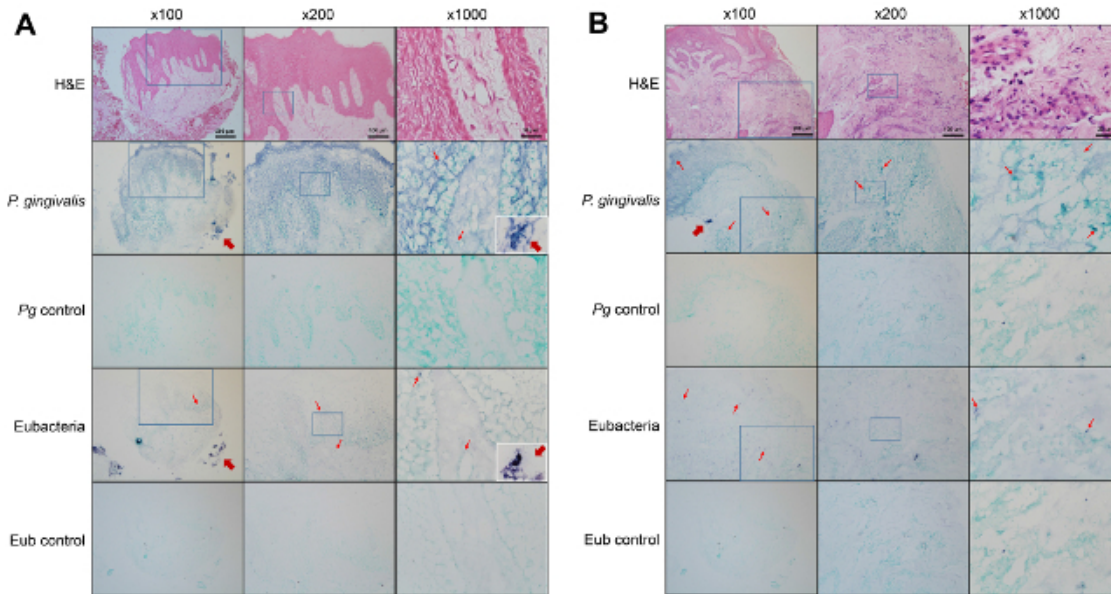 A
x100 x200 x1000
H&E
P. gingivalis
Pg control
Eubacteria
Eub control
B
x100 x200 x1000
H&E
P. gingivalis
Pg control
Eubacteria
Eub control